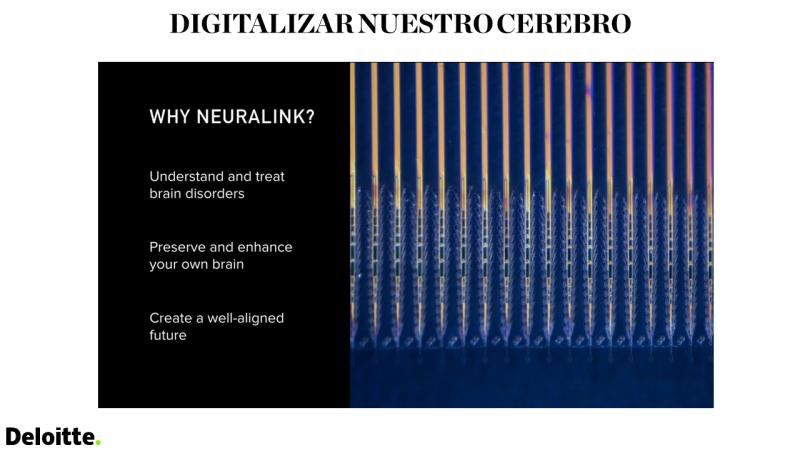 DIGITALIZAR NUESTRO CEREBRO
WHY NEURALINK?
Understand and treat
brain disorders
Preserve and enhance
your own brain
Create a well-aligned
future
Deloitte.